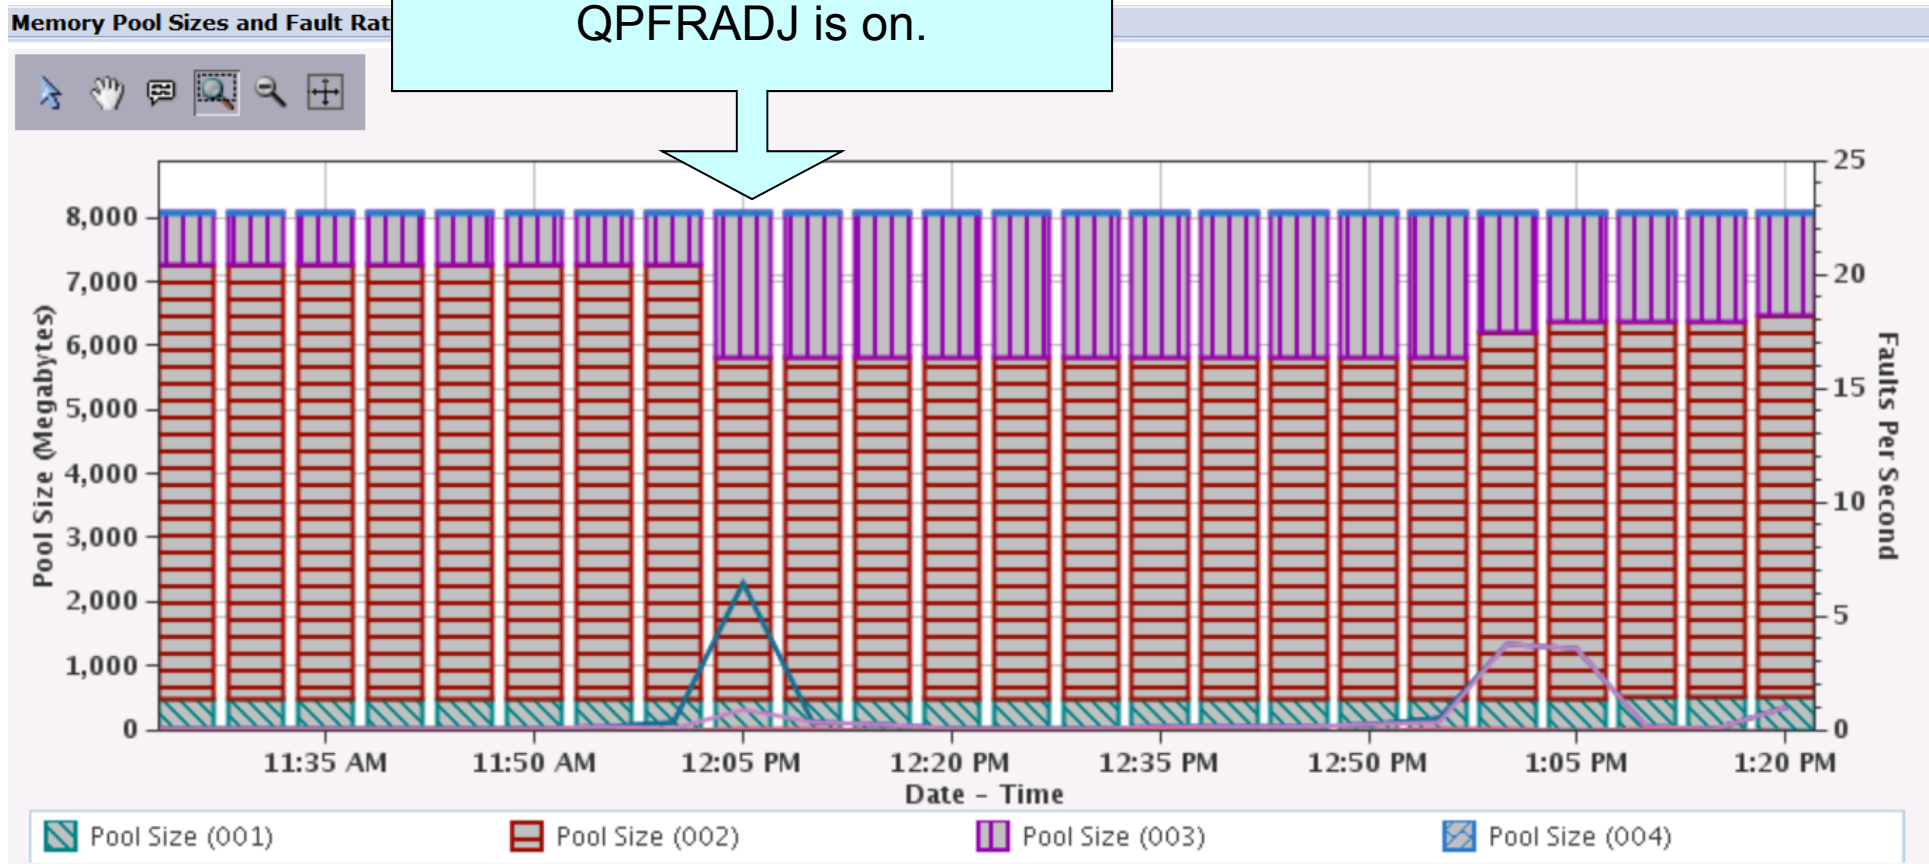 Memory Pool Sizes and Fault Rat
QPFRADJ is on.
Pool Size (Megabytes)
8,000
7,000
6,000
5,000
4,000
3,000
2,000
1,000
0
25
20
15
10
5
0
Faults Per Second
11:35 AM 11:50 AM 12:05 PM 12:20 PM 12:35 PM 12:50 PM 1:05 PM 1:20 PM
Date - Time
Pool Size (001) Pool Size (002) Pool Size (003) Pool Size (004)